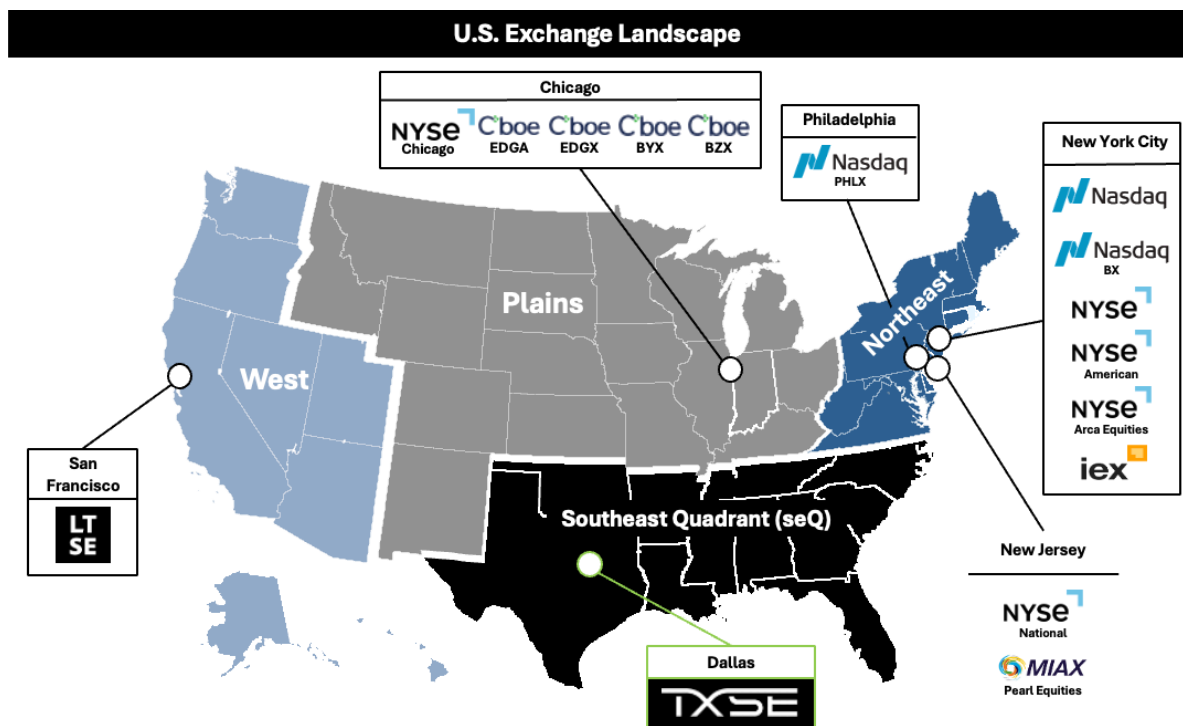 U.S. Exchange Landscape
Chicago
NYSE
Chicago
Cboe
EDGA
Cboe
EDGX
Cboe
BYX
Cboe
BZX
Philadelphia
Nasdaq
PHLX
New York City
Nasdaq
Nasdaq
BX
NYSE
NYSE
American
NYSE
Arca Equities
iex
Northeast
Plains
West
San
Francisco
LT
SE
Southeast Quadrant (seQ)
Dallas
TXSE
New Jersey
NYSE
National
MIAX
Pearl Equities